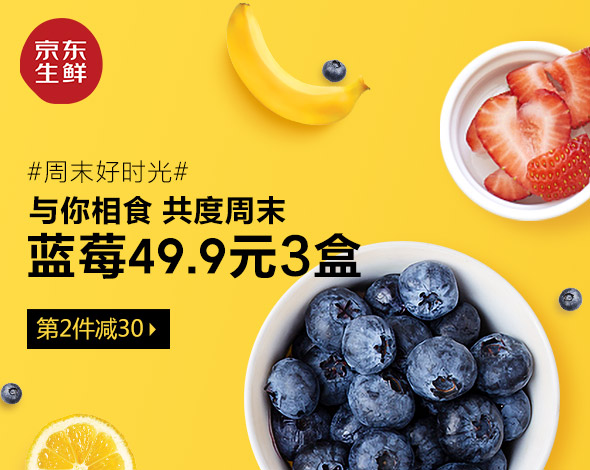 京东
生鲜
#周末好时光#
与你相食 共度周末
蓝莓49.9元3盒
第2件减30